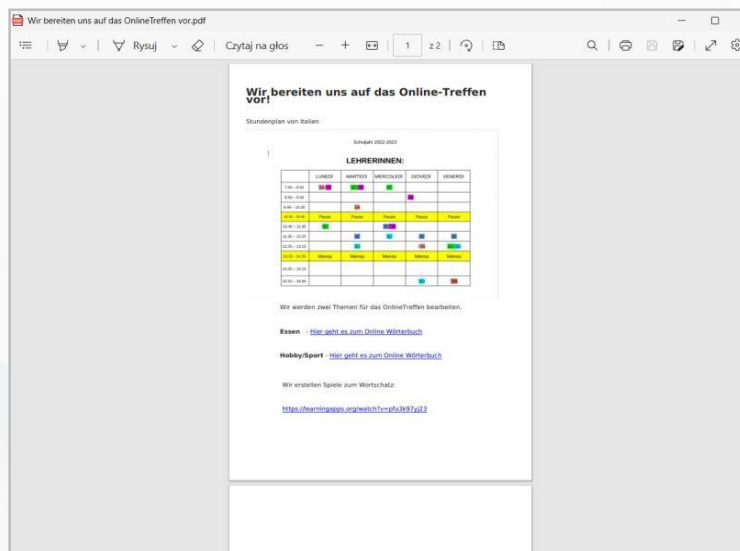 Wir bereiten uns auf das OnlineTreffen vor.pdf
Rysuj Czytaj na głos 1 z 2
Wir bereiten uns auf das Online-Treffen
vor!
Stundenplan von Italien
Schuljahr 2022-2023
LEHRERINNEN:
LUNEDI MARTEDI MERCOLEDI GIOVEDI VENERDI
Pause Pause Pause Pause Pause
Mensa Mensa Mensa Mensa Mensa
Wir werden zwei Themen für das OnlineTreffen bearbeiten.
Essen - Hier geht es zum Online Wörterbuch
Hobby/Sport - Hier geht es zum Online Wörterbuch
Wir erstellen Spiele zum Wortschatz:
https://learningapps.org/watch?v=pfu3k97yj23